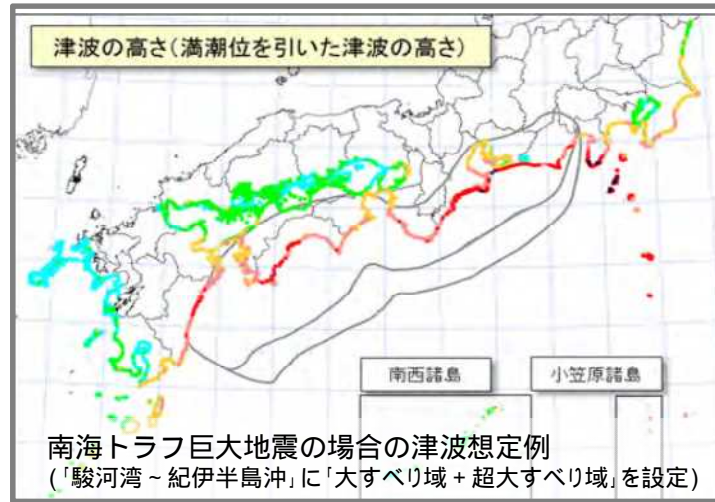 津波の高さ(満潮位を引いた津波の高さ)
南西諸島
小笠原諸島
南海トラフ巨大地震の場合の津波想定例
(「駿河湾~紀伊半島沖」に「大すべり域+超大すべり域」を設定)